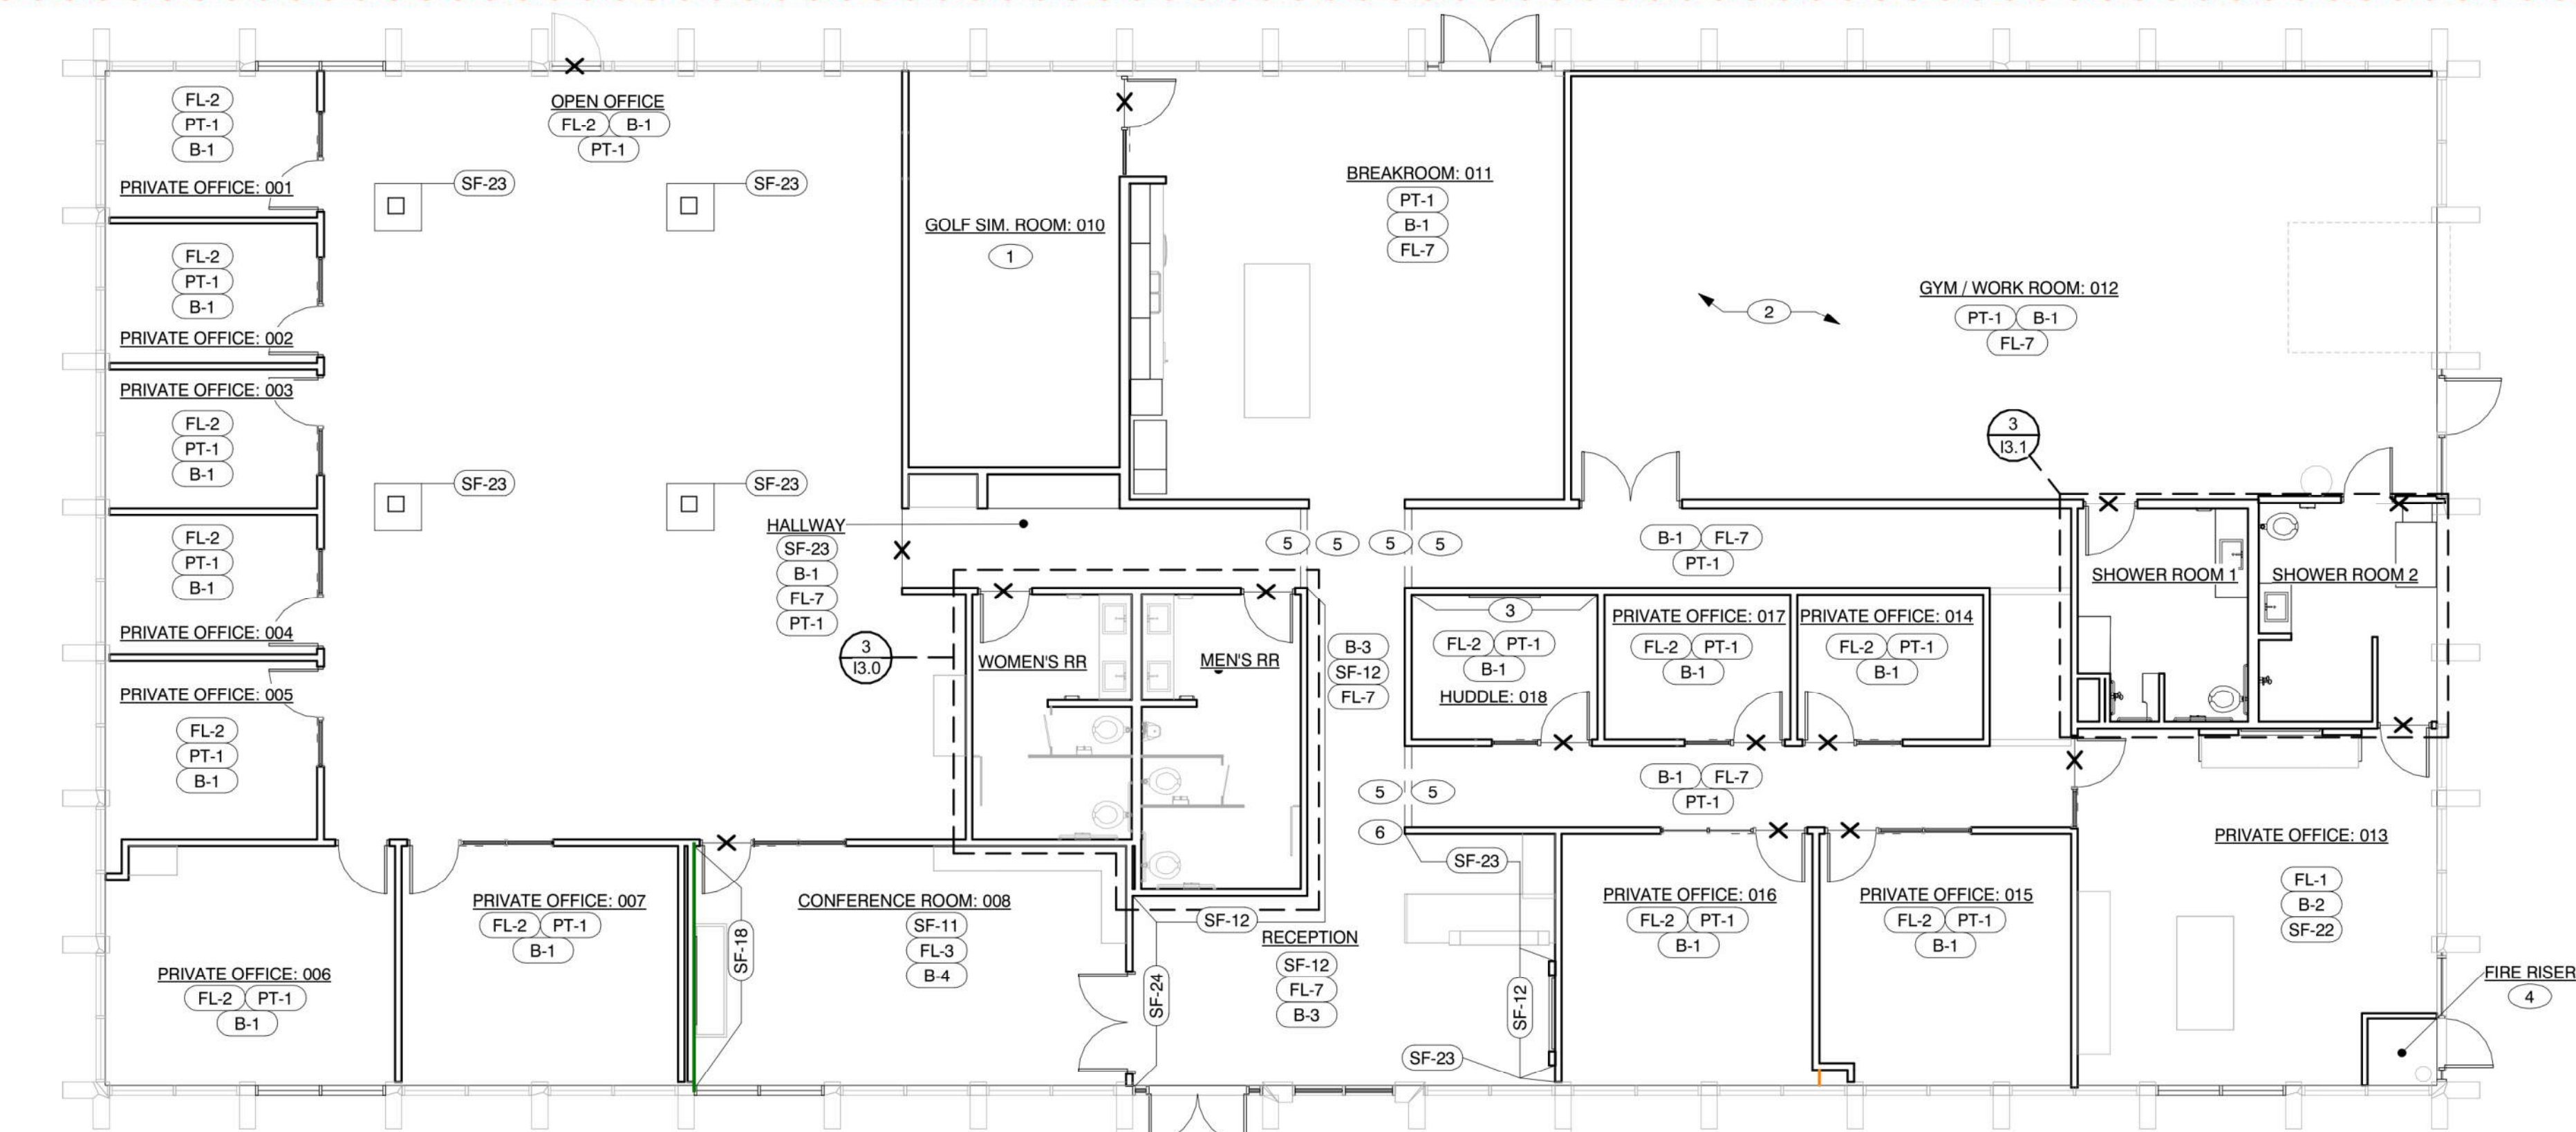 FL-2
PT-1
B-1
PRIVATE OFFICE: 001
FL-2
PT-1
B-1
PRIVATE OFFICE: 002
PRIVATE OFFICE: 003
FL-2
PT-1
B-1
FL-2
PT-1
B-1
PRIVATE OFFICE: 004
PRIVATE OFFICE: 005
FL-2
PT-1
B-1
OPEN OFFICE
FL-2 B-1
PT-1
SF-23
SF-23
SF-23
SF-23
GOLF SIM. ROOM: 010
1
BREAKROOM: 011
PT-1
B-1
FL-7
GYM / WORK ROOM: 012
PT-1 B-1
FL-7
2
3
I3.1
HALLWAY
SF-23
B-1
FL-7
PT-1
5 5 5 5
B-1 FL-7
PT-1
3
I3.0
WOMEN'S RR
MEN'S RR
B-3
SF-12
FL-7
3
FL-2 PT-1
B-1
HUDDLE: 018
PRIVATE OFFICE: 017
FL-2 PT-1
B-1
PRIVATE OFFICE: 014
FL-2 PT-1
B-1
SHOWER ROOM 1
SHOWER ROOM 2
5 5
6
B-1 FL-7
PT-1
PRIVATE OFFICE: 006
FL-2 PT-1
B-1
PRIVATE OFFICE: 007
FL-2 PT-1
B-1
SF-18
CONFERENCE ROOM: 008
SF-11
FL-3
B-4
SF-24
SF-12
RECEPTION
SF-12
FL-7
B-3
SF-23
SF-12
SF-23
PRIVATE OFFICE: 016
FL-2 PT-1
B-1
PRIVATE OFFICE: 015
FL-2 PT-1
B-1
PRIVATE OFFICE: 013
FL-1
B-2
SF-22
FIRE RISER
4